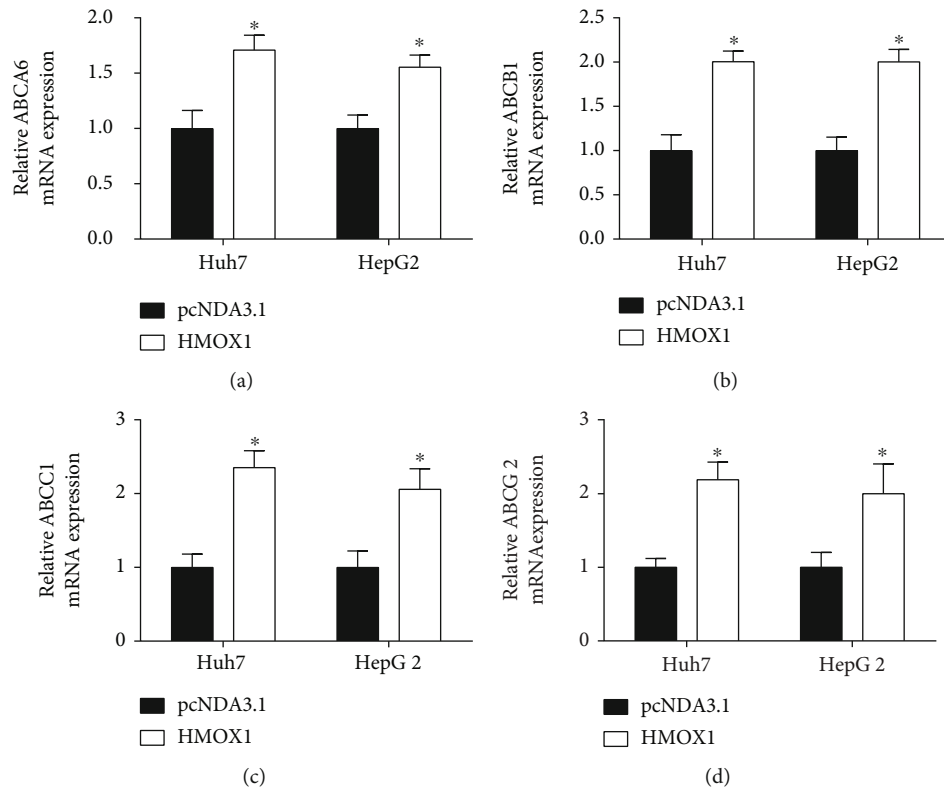 Relative ABCA6
mRNA expression
2.0
1.5
1.0
0.5
0.0
*
*
Huh7
HepG2
pcNDA3.1
HMOX1
(a)
Relative ABCB1
mRNA expression
2.5
2.0
1.5
1.0
0.5
0.0
*
*
Huh7
HepG2
pcNDA3.1
HMOX1
(b)
Relative ABCC1
mRNA expression
3
2
1
0
*
*
Huh7
HepG 2
pcNDA3.1
HMOX1
(c)
Relative ABCG 2
mRNAexpression
3
2
1
0
*
*
Huh7
HepG 2
pcNDA3.1
HMOX1
(d)